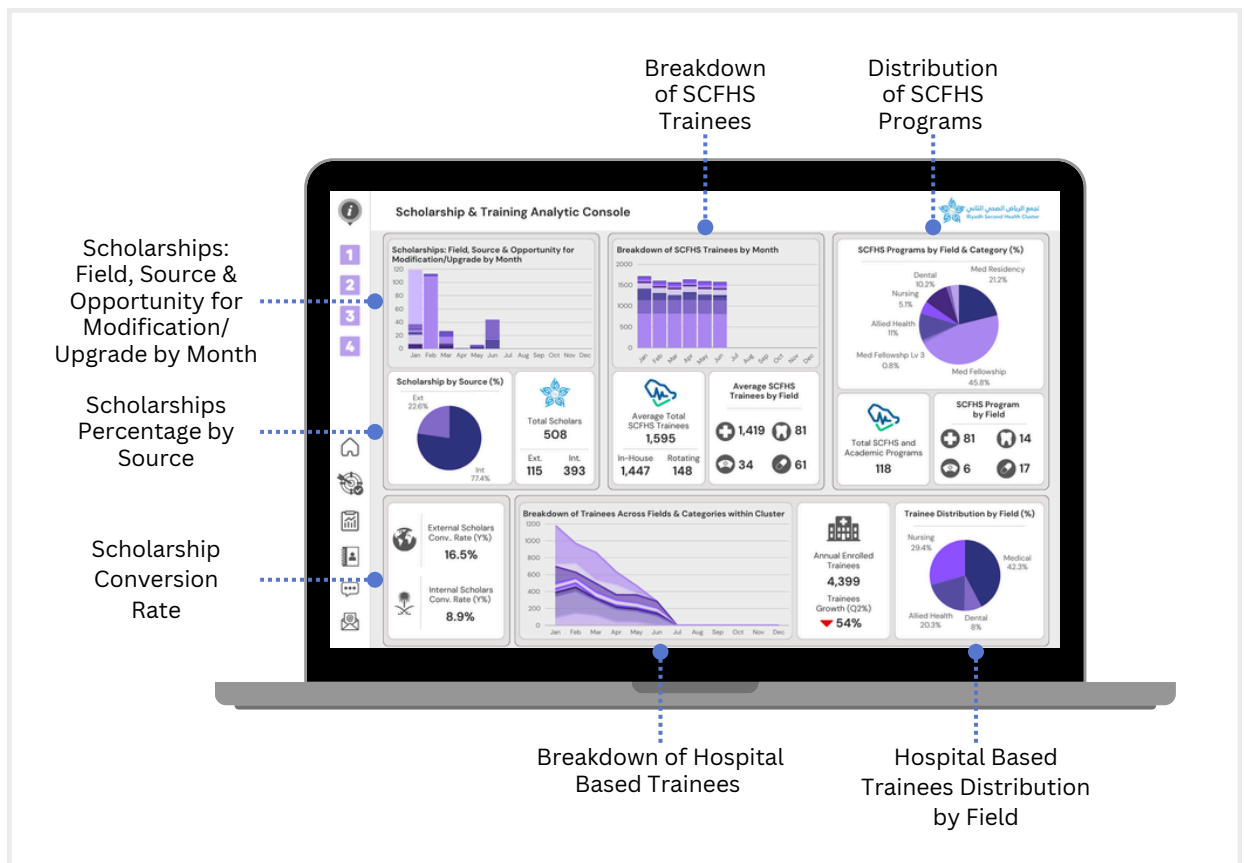 Breakdown
of SCFHS
Trainees
Distribution
of SCFHS
Programs
Scholarships:
Field, Source &
Opportunity for
Modification/
Upgrade by Month
Scholarships
Percentage by
Source
Scholarship
Conversion
Rate
i
1
2
3
4
Scholarship & Training Analytic Console
تجمع الرياض الصحي الثاني
Riyadh Second Health Cluster
Scholarships: Field, Source & Opportunity for
Modification/Upgrade by Month
120
100
80
60
40
20
0
Jan Feb Mar Apr May Jun Jul Aug Sep Oct Nov Dec
Breakdown of SCFHS Trainees by Month
2000
1500
1000
500
0
Jan Feb Mar Apr May Jun Jul Aug Sep Oct Nov Dec
SCFHS Programs by Field & Category (%)
Dental
10.2%
Med Residency
21.2%
Nursing
5.1%
Allied Health
11%
Med Fellowshp Lv 3
0.8%
Med Fellowship
45.8%
Scholarship by Source (%)
Ext
22.6%
Int
77.4%
Total Scholars
508
Ext. Int.
115 393
Average Total
SCFHS Trainees
1,595
In-House Rotating
1,447 148
Average SCFHS
Trainees by Field
1,419 81
34 61
Total SCFHS and
Academic Programs
118
SCFHS Program
by Field
81 14
6 17
External Scholars
Conv.. Rate (Y%)
16.5%
Internal Scholars
Conv. Rate (Y%)
8.9%
Breakdown of Trainees Across Fields & Categories within Cluster
1200
1000
800
600
400
200
0
Jan Feb Mar Apr May Jun Jul Aug Sep Oct Nov Dec
Annual Enrolled
Trainees
4,399
Trainees
Growth (Q2%)
54%
Trainee Distribution by Field (%)
Nursing
29.4%
Medical
42.3%
Allied Health
20.3%
Dental
8%
Breakdown of Hospital
Based Trainees
Hospital Based
Trainees Distribution
by Field